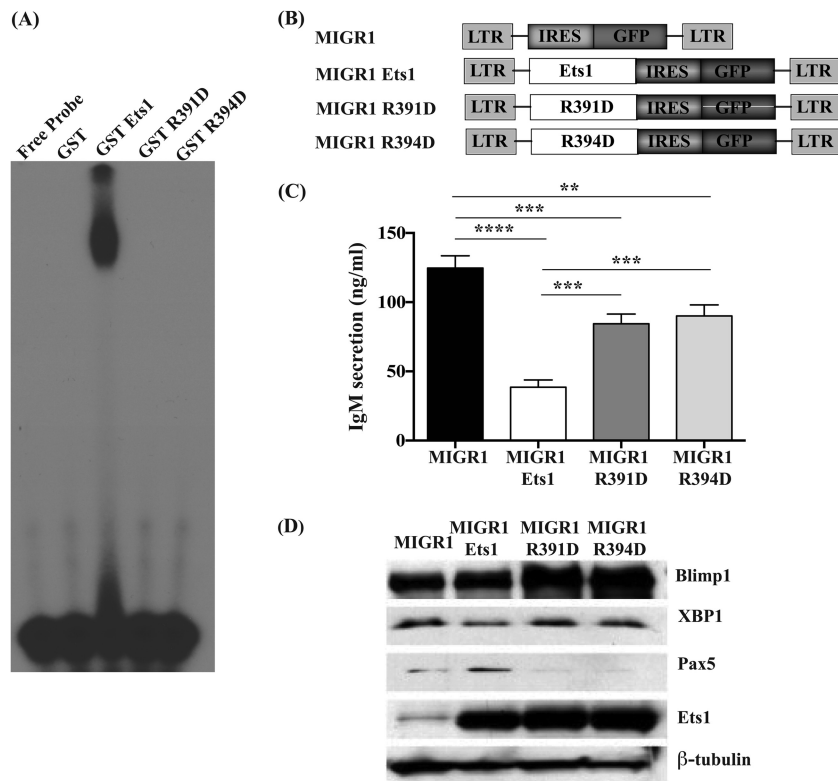 (A)
Free Probe
GST
GST Ets1
GST R391D
GST R394D
(B)
MIGR1
LTR IRES GFP LTR
MIGR1 Ets1
LTR Ets1 IRES GFP LTR
MIGR1 R391D
LTR R391D IRES GFP LTR
MIGR1 R394D
LTR R394D IRES GFP LTR
(C)
**
***
****
***
***
IgM secretion (ng/ml)
150
100
50
0
MIGR1
MIGR1
Ets1
MIGR1
R391D
MIGR1
R394D
(D)
MIGR1
MIGR1
Ets1
MIGR1
R391D
MIGR1
R394D
Blimp1
XBP1
Pax5
Ets1
β-tubulin